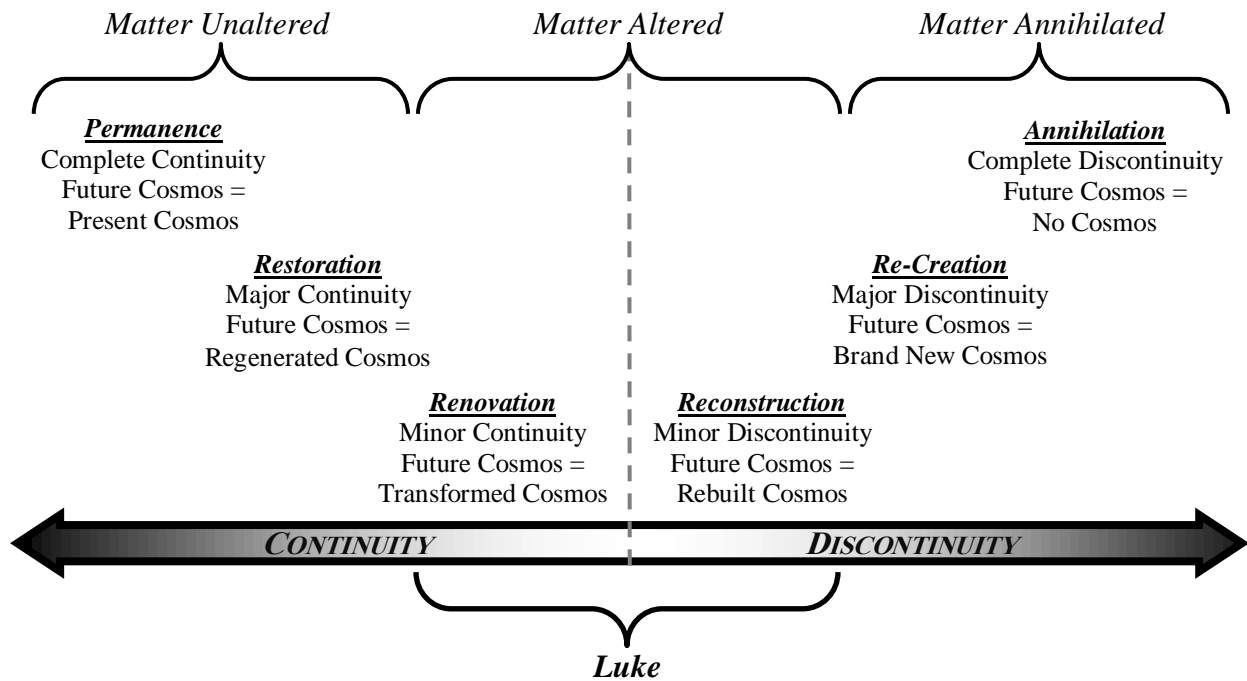 Matter Unaltered
Matter Altered
Matter Annihilated
Permanence
Complete Continuity
Future Cosmos =
Present Cosmos
Annihilation
Complete Discontinuity
Future Cosmos =
No Cosmos
Restoration
Major Continuity
Future Cosmos =
Regenerated Cosmos
Re-Creation
Major Discontinuity
Future Cosmos =
Brand New Cosmos
Renovation
Minor Continuity
Future Cosmos =
Transformed Cosmos
Reconstruction
Minor Discontinuity
Future Cosmos =
Rebuilt Cosmos
CONTINUITY
DISCONTINUITY
Luke